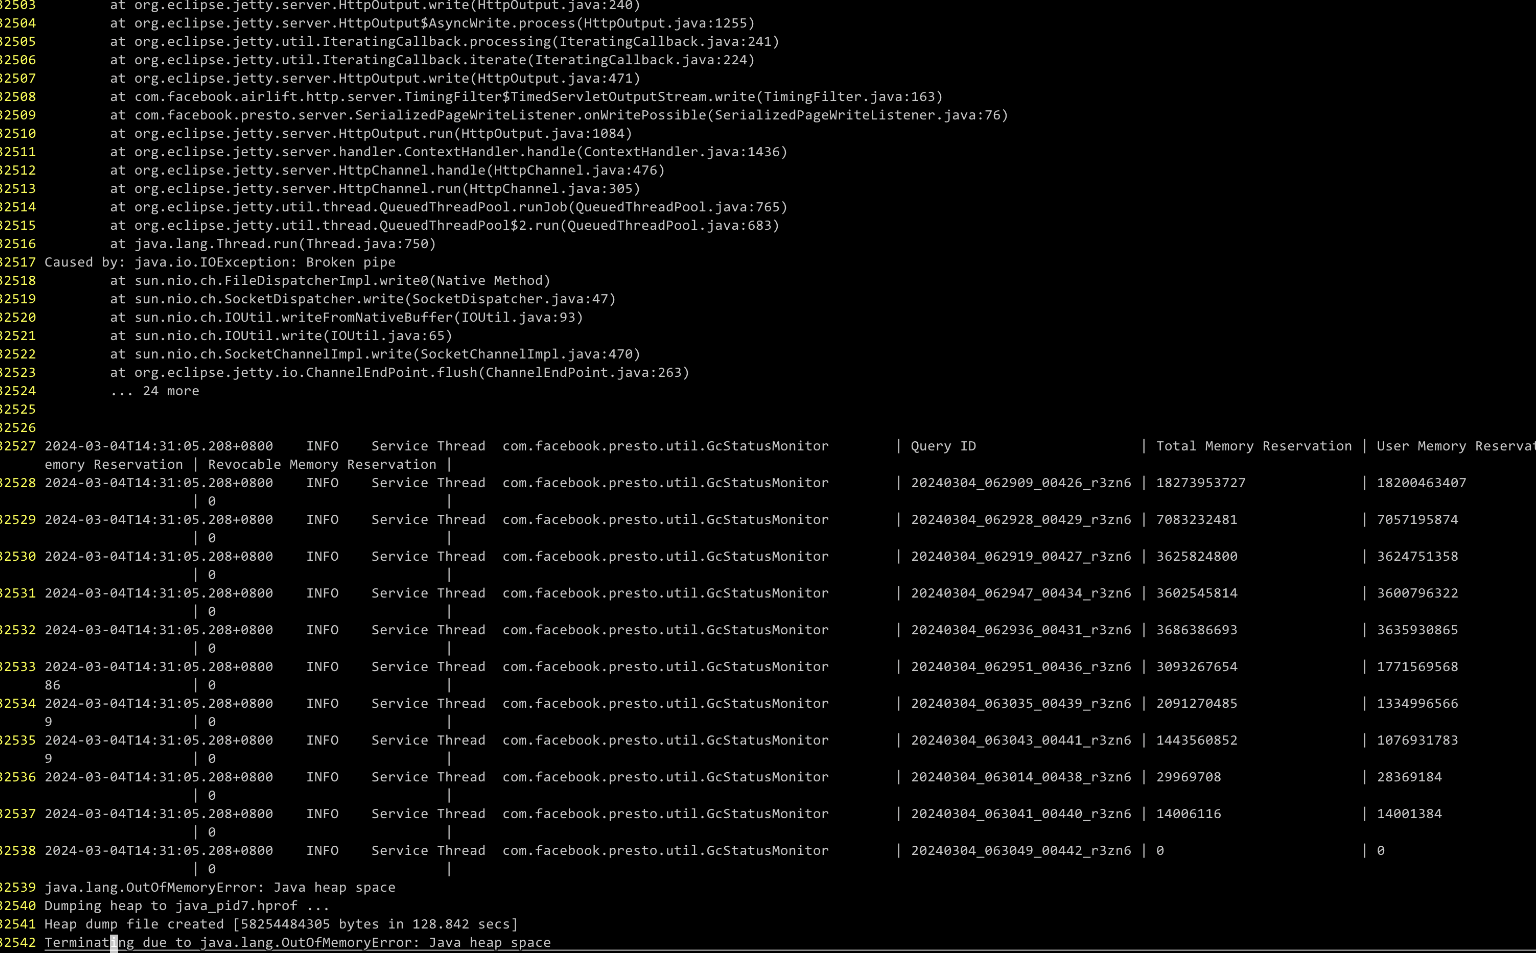 32503         at org.eclipse.jetty.server.HttpOutput.write(HttpOutput.java:240)
32504         at org.eclipse.jetty.server.HttpOutput$AsyncWrite.process(HttpOutput.java:1255)
32505         at org.eclipse.jetty.util.IteratingCallback.processing(IteratingCallback.java:241)
32506         at org.eclipse.jetty.util.IteratingCallback.iterate(IteratingCallback.java:224)
32507         at org.eclipse.jetty.server.HttpOutput.write(HttpOutput.java:471)
32508         at com.facebook.airlift.http.server.TimingFilter$TimedServletOutputStream.write(TimingFilter.java:163)
32509         at com.facebook.presto.server.SerializedPageWriteListener.onWritePossible(SerializedPageWriteListener.java:76)
32510         at org.eclipse.jetty.server.HttpOutput.run(HttpOutput.java:1084)
32511         at org.eclipse.jetty.server.handler.ContextHandler.handle(ContextHandler.java:1436)
32512         at org.eclipse.jetty.server.HttpChannel.handle(HttpChannel.java:476)
32513         at org.eclipse.jetty.server.HttpChannel.run(HttpChannel.java:305)
32514         at org.eclipse.jetty.util.thread.QueuedThreadPool.runJob(QueuedThreadPool.java:765)
32515         at org.eclipse.jetty.util.thread.QueuedThreadPool$2.run(QueuedThreadPool.java:683)
32516         at java.lang.Thread.run(Thread.java:750)
32517 Caused by: java.io.IOException: Broken pipe
32518         at sun.nio.ch.FileDispatcherImpl.write0(Native Method)
32519         at sun.nio.ch.SocketDispatcher.write(SocketDispatcher.java:47)
32520         at sun.nio.ch.IOUtil.writeFromNativeBuffer(IOUtil.java:93)
32521         at sun.nio.ch.IOUtil.write(IOUtil.java:65)
32522         at sun.nio.ch.SocketChannelImpl.write(SocketChannelImpl.java:470)
32523         at org.eclipse.jetty.io.ChannelEndPoint.flush(ChannelEndPoint.java:263)
32524         ... 24 more
32525
32526
32527 2024-03-04T14:31:05.208+0800    INFO    Service Thread  com.facebook.presto.util.GcStatusMonitor        | Query ID                    | Total Memory Reservation | User Memory Reservat
emory Reservation | Revocable Memory Reservation |
32528 2024-03-04T14:31:05.208+0800    INFO    Service Thread  com.facebook.presto.util.GcStatusMonitor        | 20240304_062909_00426_r3zn6 | 18273953727              | 18200463407
| 0                            |
32529 2024-03-04T14:31:05.208+0800    INFO    Service Thread  com.facebook.presto.util.GcStatusMonitor        | 20240304_062928_00429_r3zn6 | 7083232481               | 7057195874
| 0                            |
32530 2024-03-04T14:31:05.208+0800    INFO    Service Thread  com.facebook.presto.util.GcStatusMonitor        | 20240304_062919_00427_r3zn6 | 3625824800               | 3624751358
| 0                            |
32531 2024-03-04T14:31:05.208+0800    INFO    Service Thread  com.facebook.presto.util.GcStatusMonitor        | 20240304_062947_00434_r3zn6 | 3602545814               | 3600796322
| 0                            |
32532 2024-03-04T14:31:05.208+0800    INFO    Service Thread  com.facebook.presto.util.GcStatusMonitor        | 20240304_062936_00431_r3zn6 | 3686386693               | 3635930865
| 0                            |
32533 2024-03-04T14:31:05.208+0800    INFO    Service Thread  com.facebook.presto.util.GcStatusMonitor        | 20240304_062951_00436_r3zn6 | 3093267654               | 1771569568
86                | 0                            |
32534 2024-03-04T14:31:05.208+0800    INFO    Service Thread  com.facebook.presto.util.GcStatusMonitor        | 20240304_063035_00439_r3zn6 | 2091270485               | 1334996566
9                 | 0                            |
32535 2024-03-04T14:31:05.208+0800    INFO    Service Thread  com.facebook.presto.util.GcStatusMonitor        | 20240304_063043_00441_r3zn6 | 1443560852               | 1076931783
9                 | 0                            |
32536 2024-03-04T14:31:05.208+0800    INFO    Service Thread  com.facebook.presto.util.GcStatusMonitor        | 20240304_063014_00438_r3zn6 | 29969708                 | 28369184
| 0                            |
32537 2024-03-04T14:31:05.208+0800    INFO    Service Thread  com.facebook.presto.util.GcStatusMonitor        | 20240304_063041_00440_r3zn6 | 14006116                 | 14001384
| 0                            |
32538 2024-03-04T14:31:05.208+0800    INFO    Service Thread  com.facebook.presto.util.GcStatusMonitor        | 20240304_063049_00442_r3zn6 | 0                        | 0
| 0                            |
32539 java.lang.OutOfMemoryError: Java heap space
32540 Dumping heap to java_pid7.hprof ...
32541 Heap dump file created [58254484305 bytes in 128.842 secs]
32542 Terminating due to java.lang.OutOfMemoryError: Java heap space